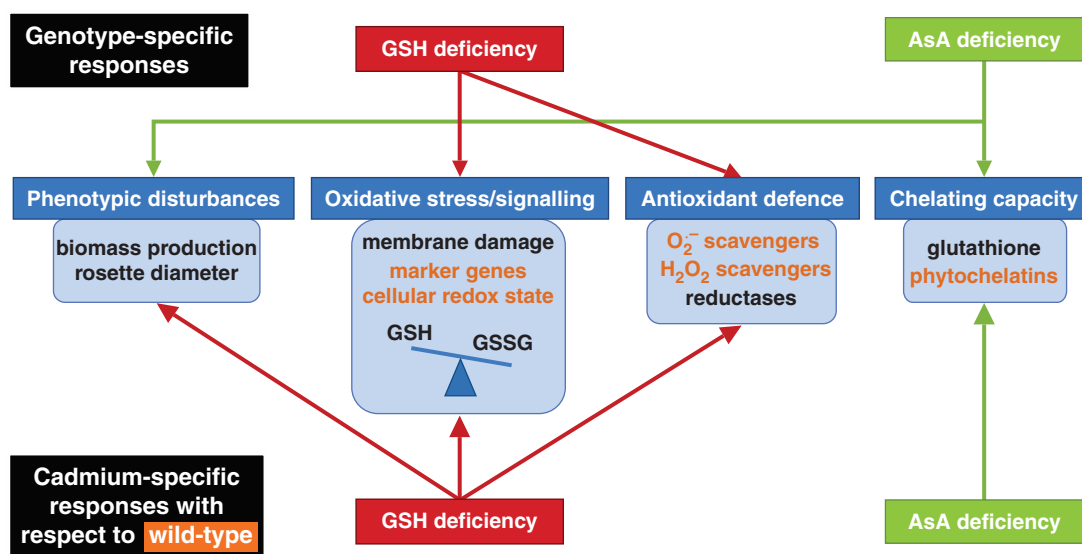 Genotype-specific
responses
GSH deficiency
AsA deficiency
Phenotypic disturbances
biomass production
rosette diameter
Oxidative stress/signalling
membrane damage
marker genes
cellular redox state
GSH
GSSG
Antioxidant defence
O₂·⁻ scavengers
H₂O₂ scavengers
reductases
Chelating capacity
glutathione
phytochelatins
Cadmium-specific
responses with
respect to wild-type
GSH deficiency
AsA deficiency